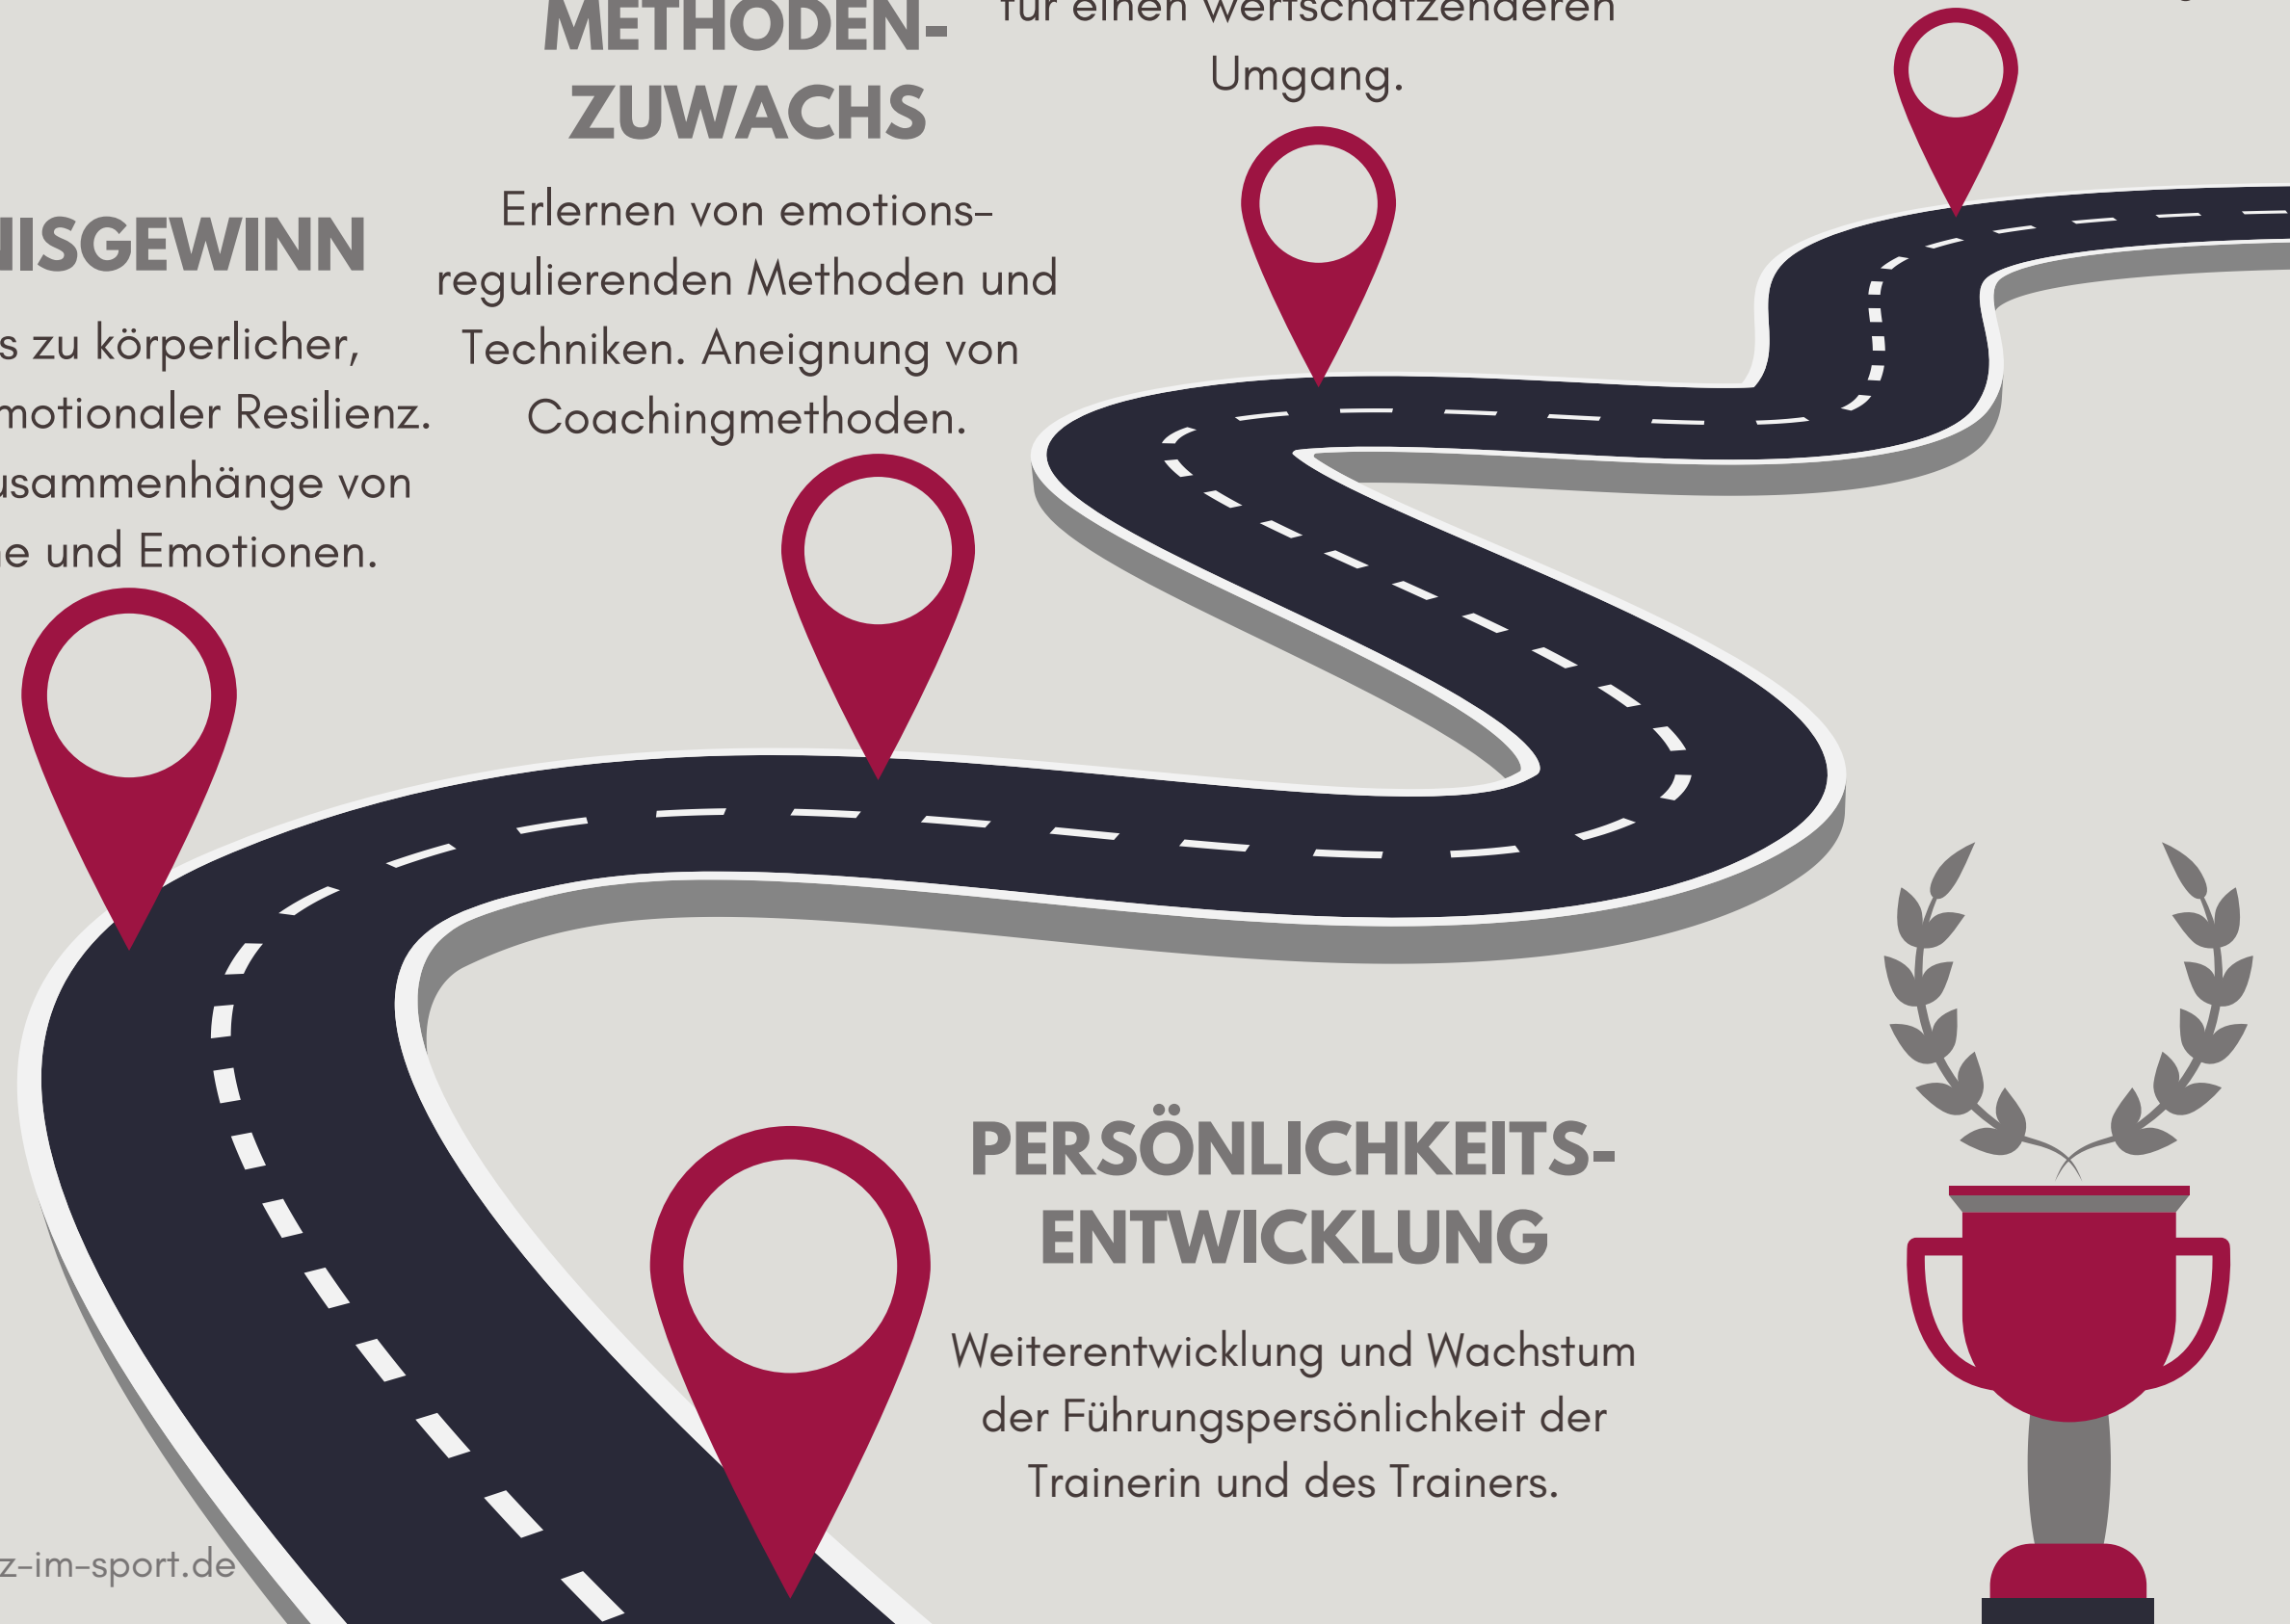 für einen wertschätzenderen
Umgang.
METHODEN-
ZUWACHS
Erlernen von emotions-
regulierenden Methoden und
Techniken. Aneignung von
Coachingmethoden.
NISGEWINN
s zu körperlicher,
motionaler Resilienz.
usammenhänge von
e und Emotionen.
PERSÖNLICHKEITS-
ENTWICKLUNG
Weiterentwicklung und Wachstum
der Führungspersönlichkeit der
Trainerin und des Trainers.
z-im-sport.de